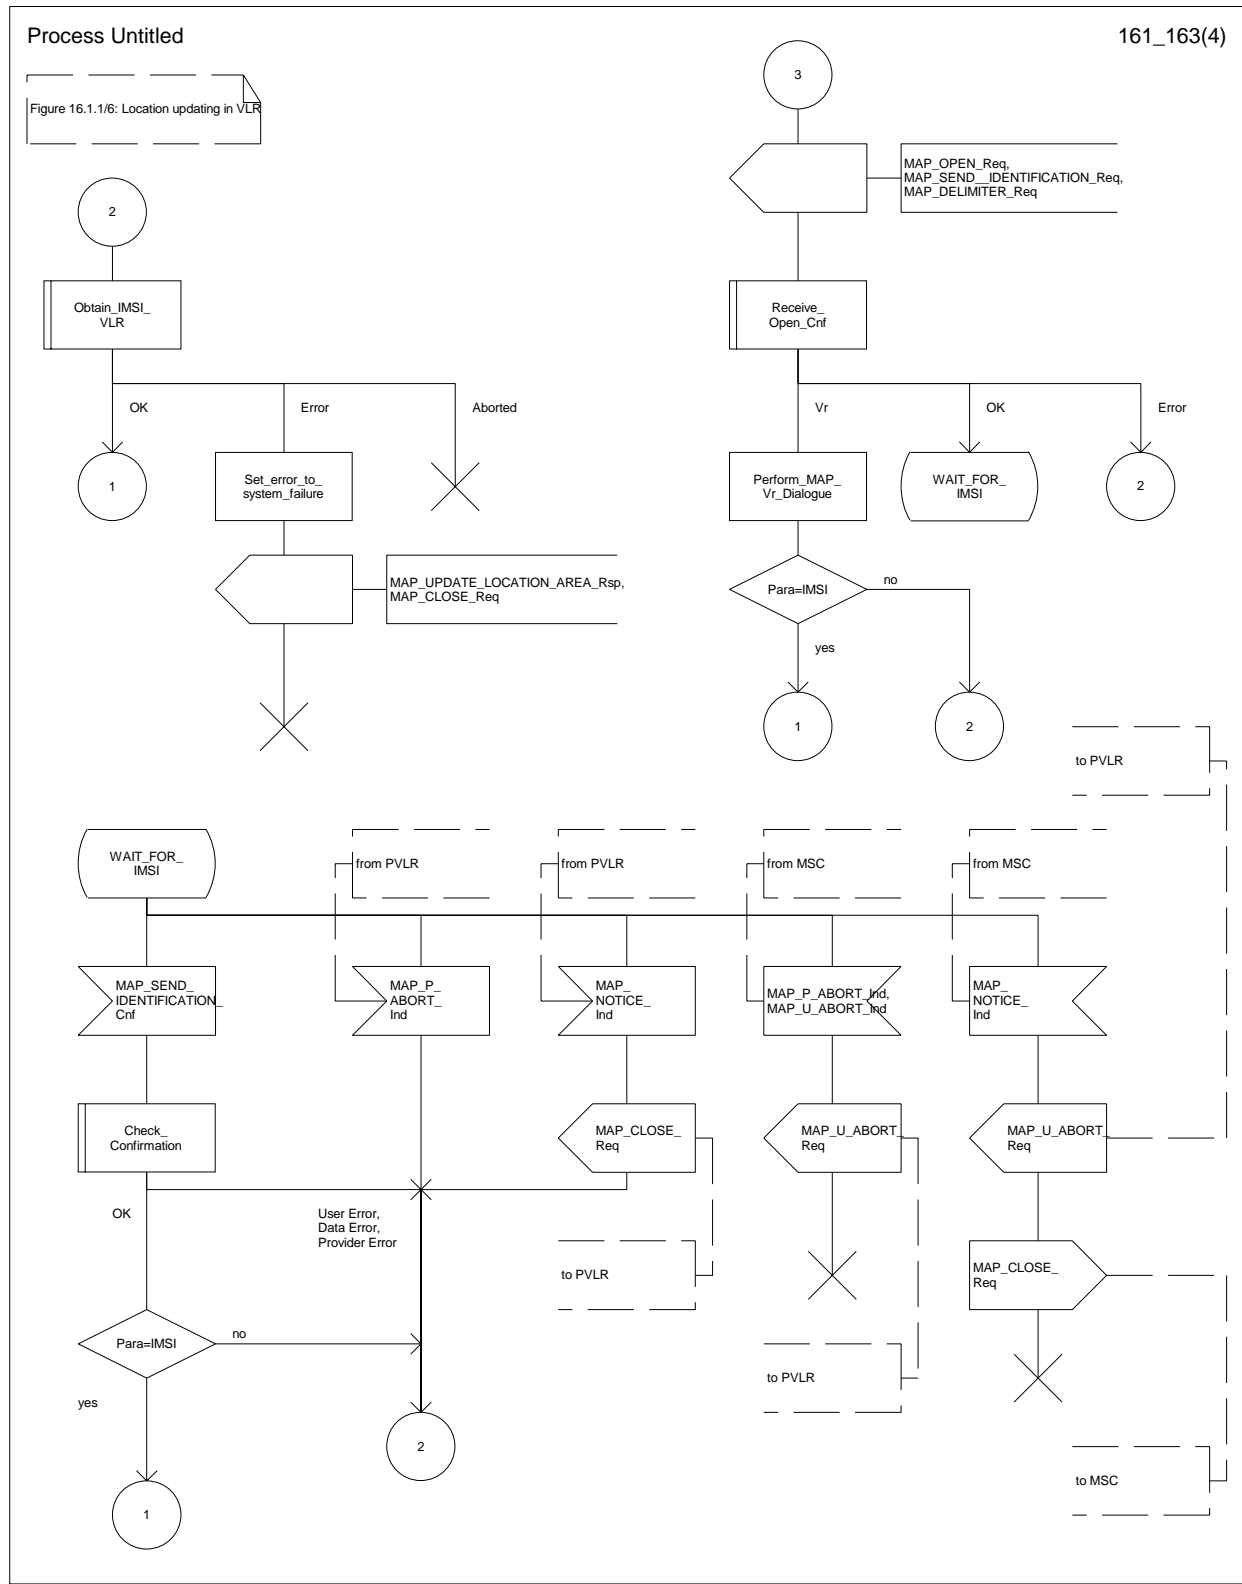 Process Untitled
161_163(4)
Figure 16.1.1/6: Location updating in VLR
3
MAP_OPEN_Req,
MAP_SEND__IDENTIFICATION_Req,
MAP_DELIMITER_Req
2
Obtain_IMSI_
VLR
Receive_
Open_Cnf
OK
Error
Aborted
Vr
OK
Error
1
Set_error_to_
system_failure
Perform_MAP_
Vr_Dialogue
WAIT_FOR_
IMSI
2
MAP_UPDATE_LOCATION_AREA_Rsp,
MAP_CLOSE_Req
Para=IMSI
no
yes
1
2
to PVLR
WAIT_FOR_
IMSI
from PVLR
from PVLR
from MSC
from MSC
MAP_SEND_
IDENTIFICATION_
Cnf
MAP_P_
ABORT_
Ind
MAP_
NOTICE_
Ind
MAP_P_ABORT_Ind,
MAP_U_ABORT_Ind
MAP_
NOTICE_
Ind
Check_
Confirmation
MAP_CLOSE_
Req
MAP_U_ABORT_
Req
MAP_U_ABORT_
Req
OK
User Error,
Data Error,
Provider Error
to PVLR
MAP_CLOSE_
Req
Para=IMSI
no
to PVLR
yes
2
to MSC
1